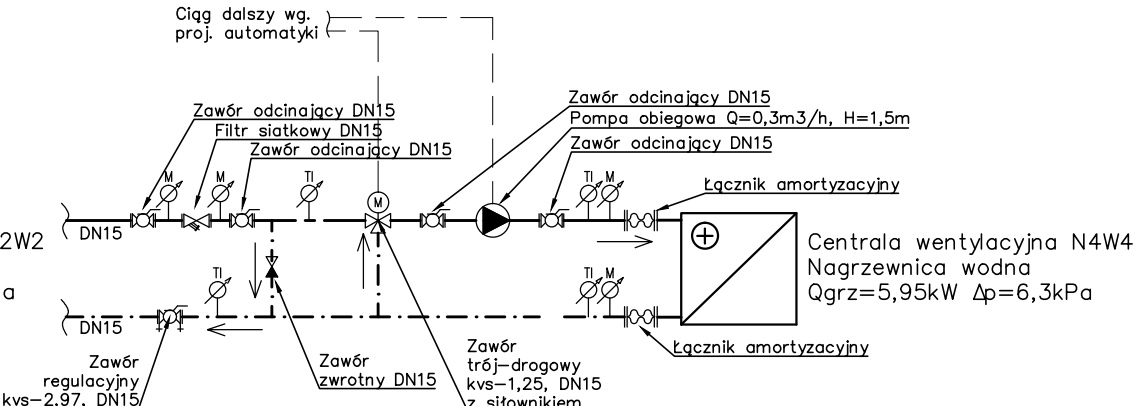 Ciąg dalszy wg.
proj. automatyki
Zawór odcinający DN15
Filtr siatkowy DN15
Zawór odcinający DN15
Zawór odcinający DN15
Pompa obiegowa Q=0,3m3/h, H=1,5m
Zawór odcinający DN15
M
M
TI
M
TI
M
Łącznik amortyzacyjny
DN15
2W2
a
Centrala wentylacyjna N4W4
Nagrzewnica wodna
Qgrz=5,95kW Δp=6,3kPa
TI
TI
M
DN15
Łącznik amortyzacyjny
Zawór
regulacyjny
kvs-2,97, DN15
Zawór
zwrotny DN15
Zawór
trój-drogowy
kvs-1,25, DN15
z siłownikiem